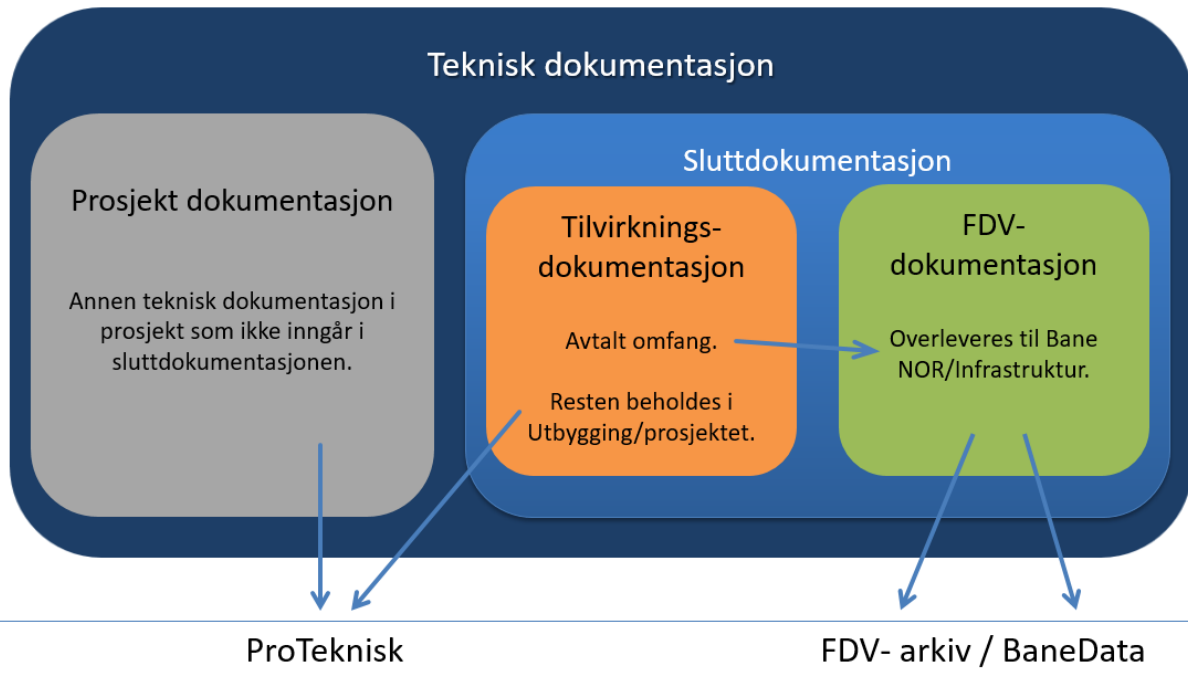 Teknisk dokumentasjon
Prosjekt dokumentasjon
Annen teknisk dokumentasjon i
prosjekt som ikke inngår i
sluttdokumentasjonen.
Sluttdokumentasjon
Tilvirknings-
dokumentasjon
Avtalt omfang.
Resten beholdes i
Utbygging/prosjektet.
FDV-
dokumentasjon
Overleveres til Bane
NOR/Infrastruktur.
ProTeknisk
FDV- arkiv / BaneData